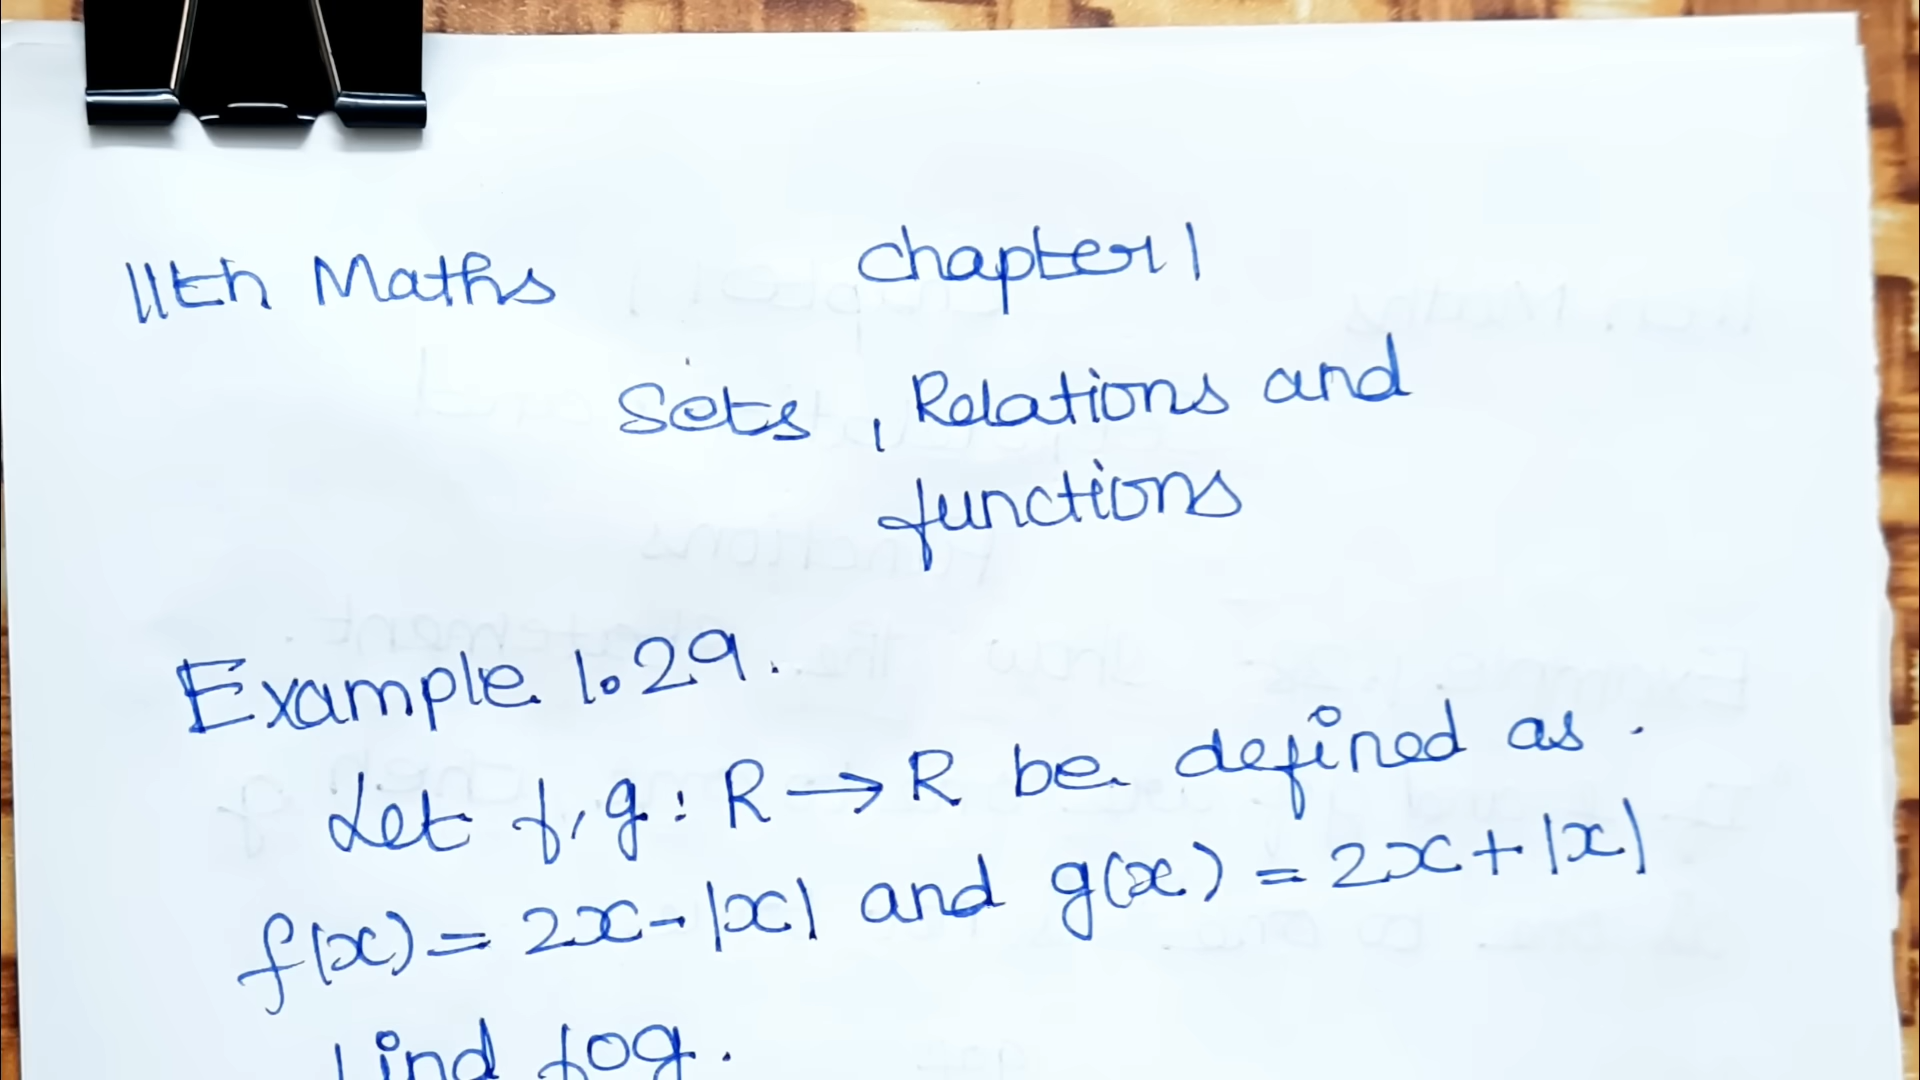 11th Maths chapter 1
Sets, Relations and
functions
Example 1.29.
Let f, g : R → R be defined as.
f(x) = 2x - |x| and g(x) = 2x + |x|
find fog.